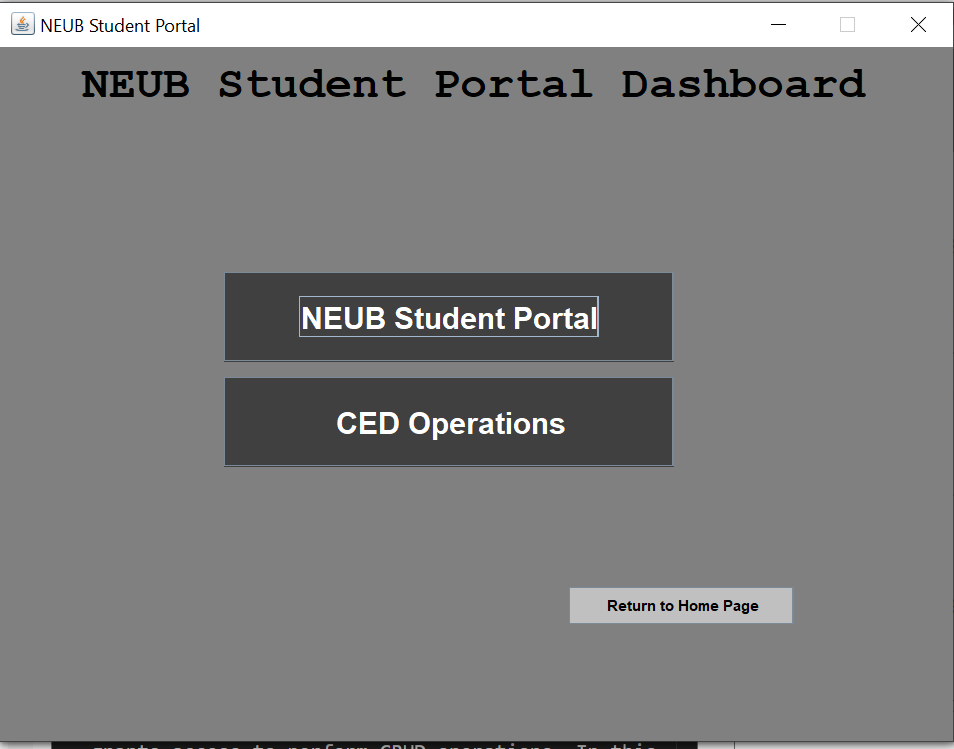 NEUB Student Portal
NEUB Student Portal Dashboard
NEUB Student Portal
CED Operations
Return to Home Page
grants access to perform CRUD operations. In this